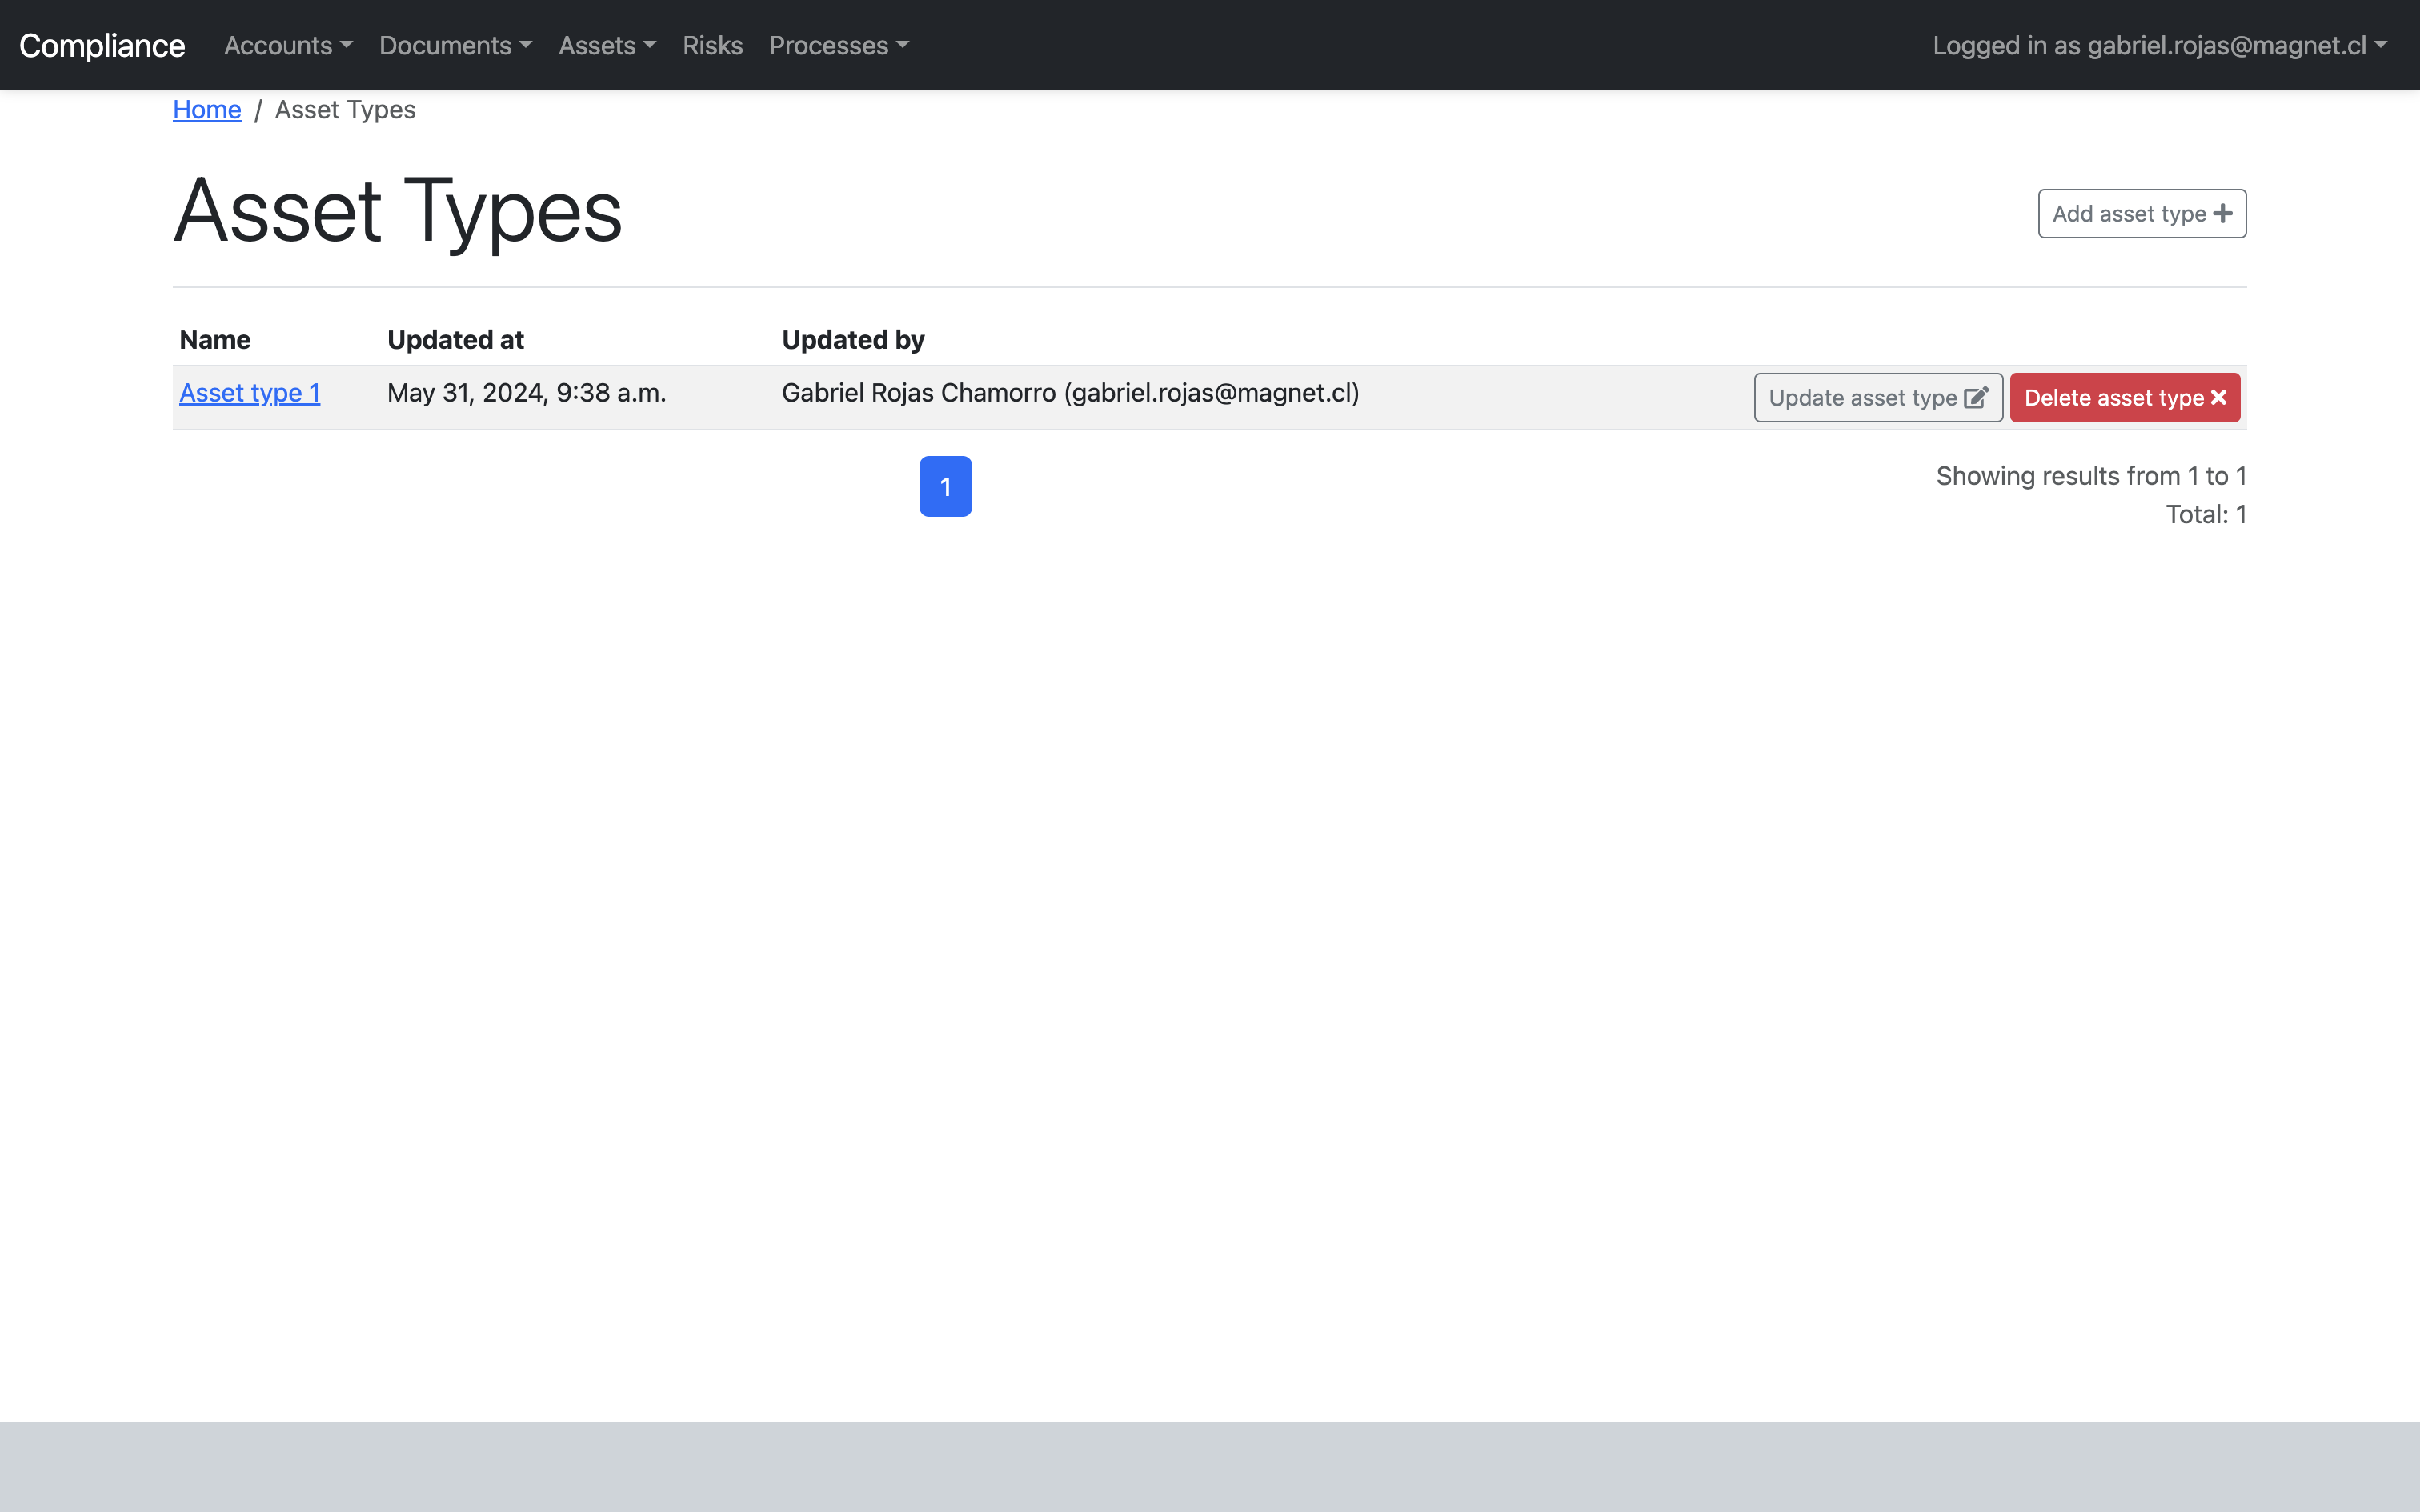 Compliance Accounts Documents Assets Risks Processes Logged in as gabriel.rojas@magnet.cl
Home / Asset Types
Asset Types
Add asset type
Name Updated at Updated by
Asset type 1 May 31, 2024, 9:38 a.m. Gabriel Rojas Chamorro (gabriel.rojas@magnet.cl) Update asset type Delete asset type
1
Showing results from 1 to 1
Total: 1